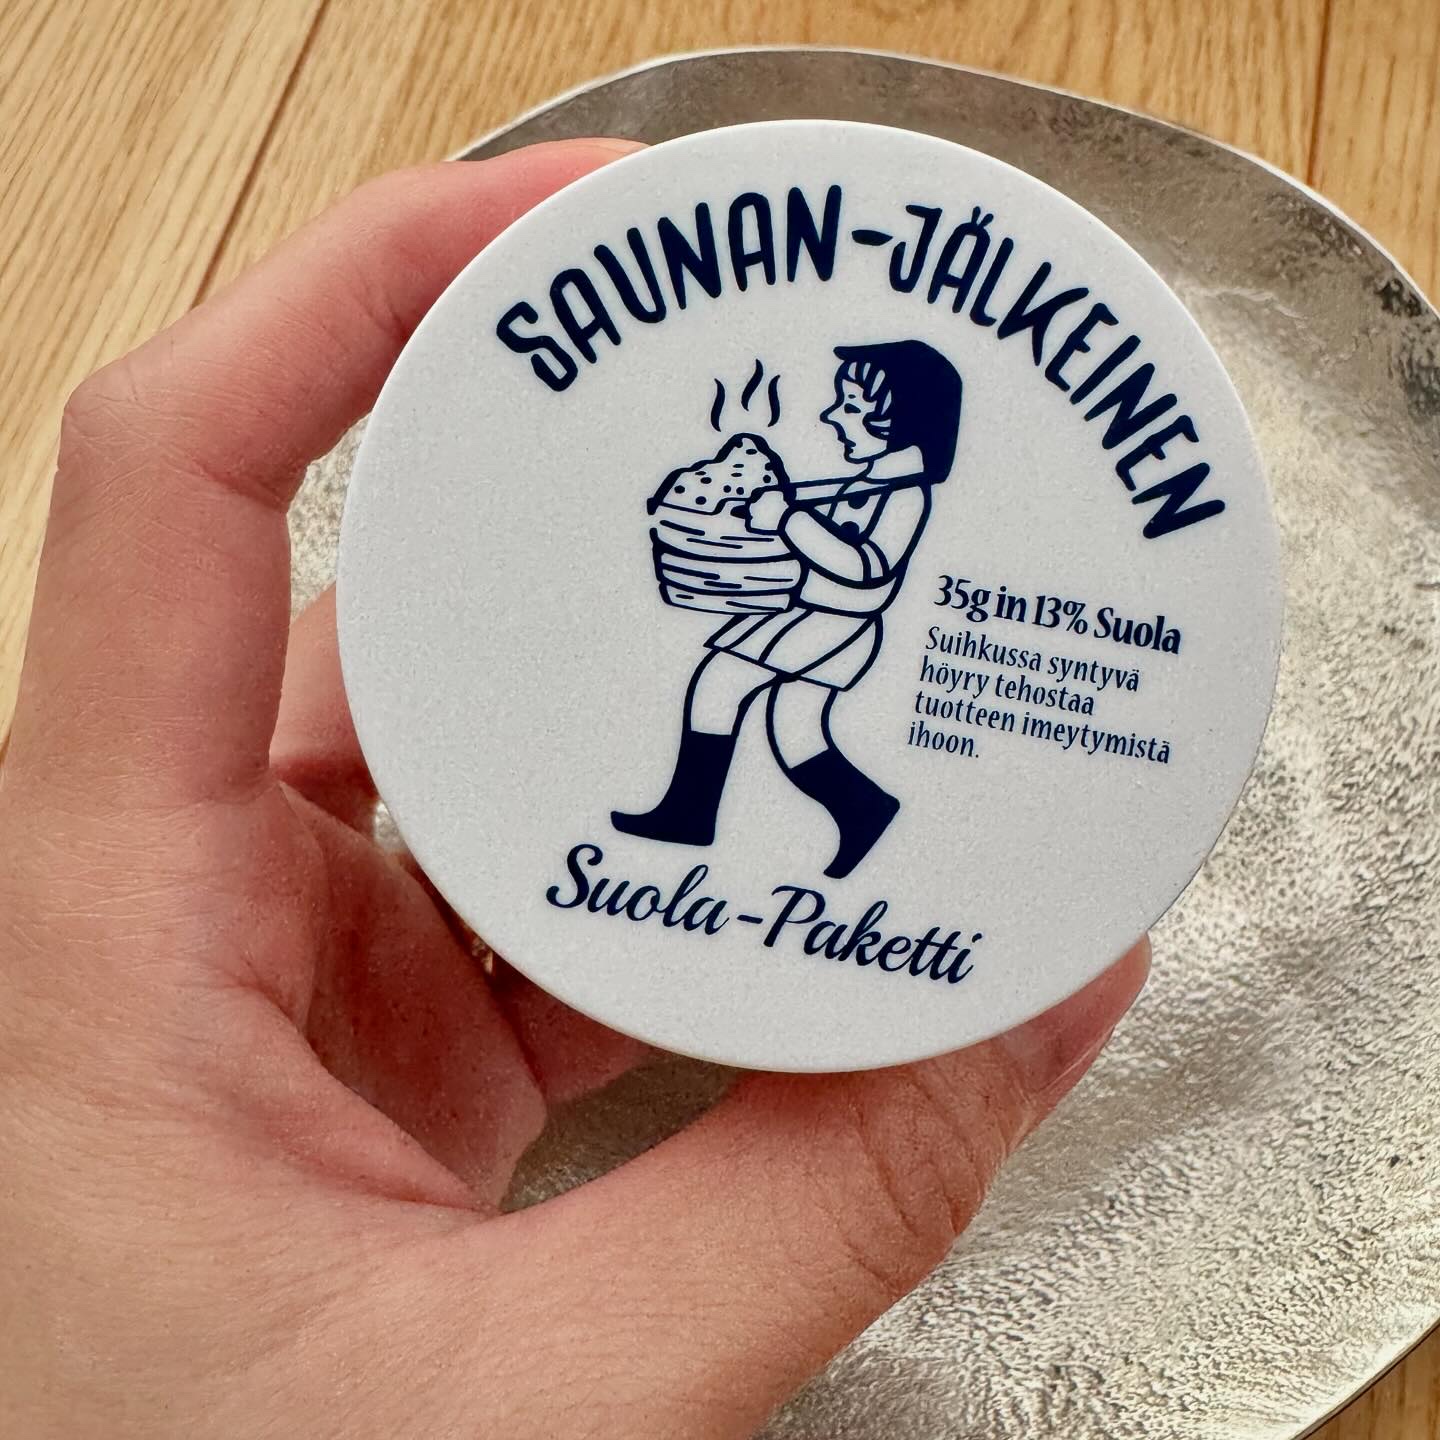 SAUNAN-JÄLKEINEN
35g in 13% Suola
Suihkussa syntyvä
höyry tehostaa
tuotteen imeytymistä
ihoon.
Suola-Paketti